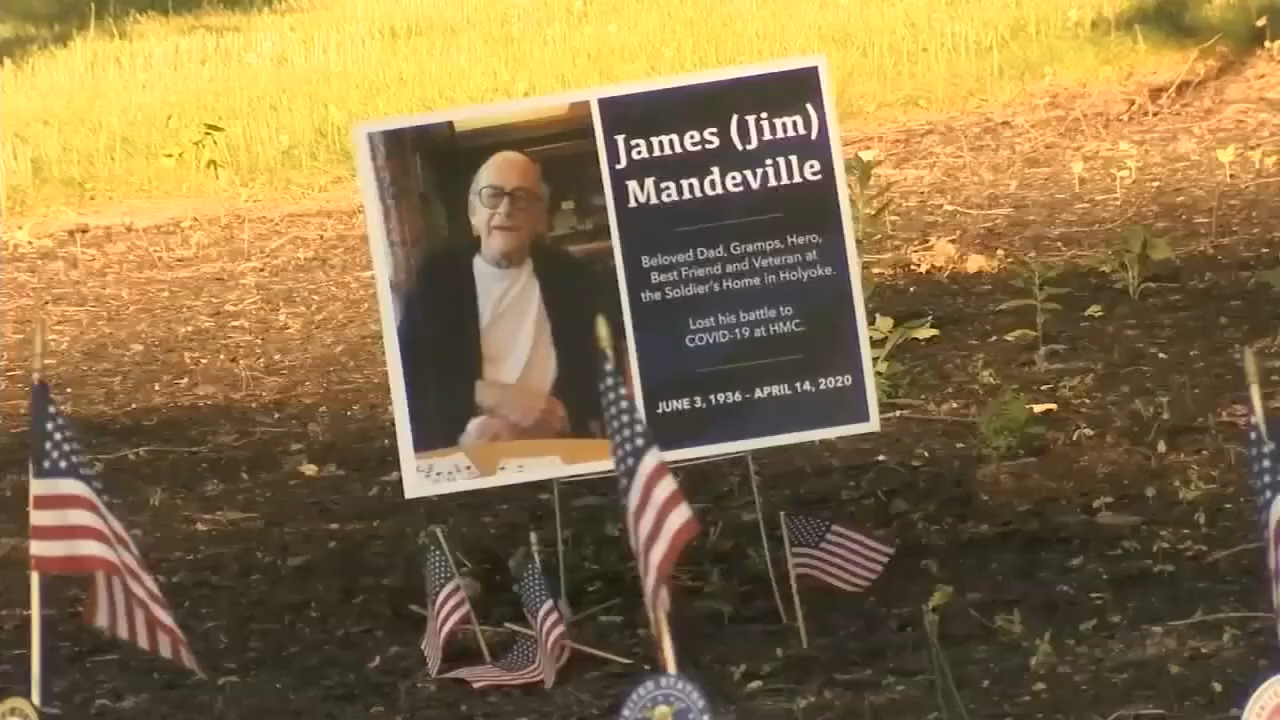 James (Jim)
Mandeville
Beloved Dad, Gramps, Hero,
Best Friend and Veteran at
the Soldier's Home in Holyoke.
Lost his battle to
COVID-19 at HMC.
JUNE 3, 1936 - APRIL 14, 2020